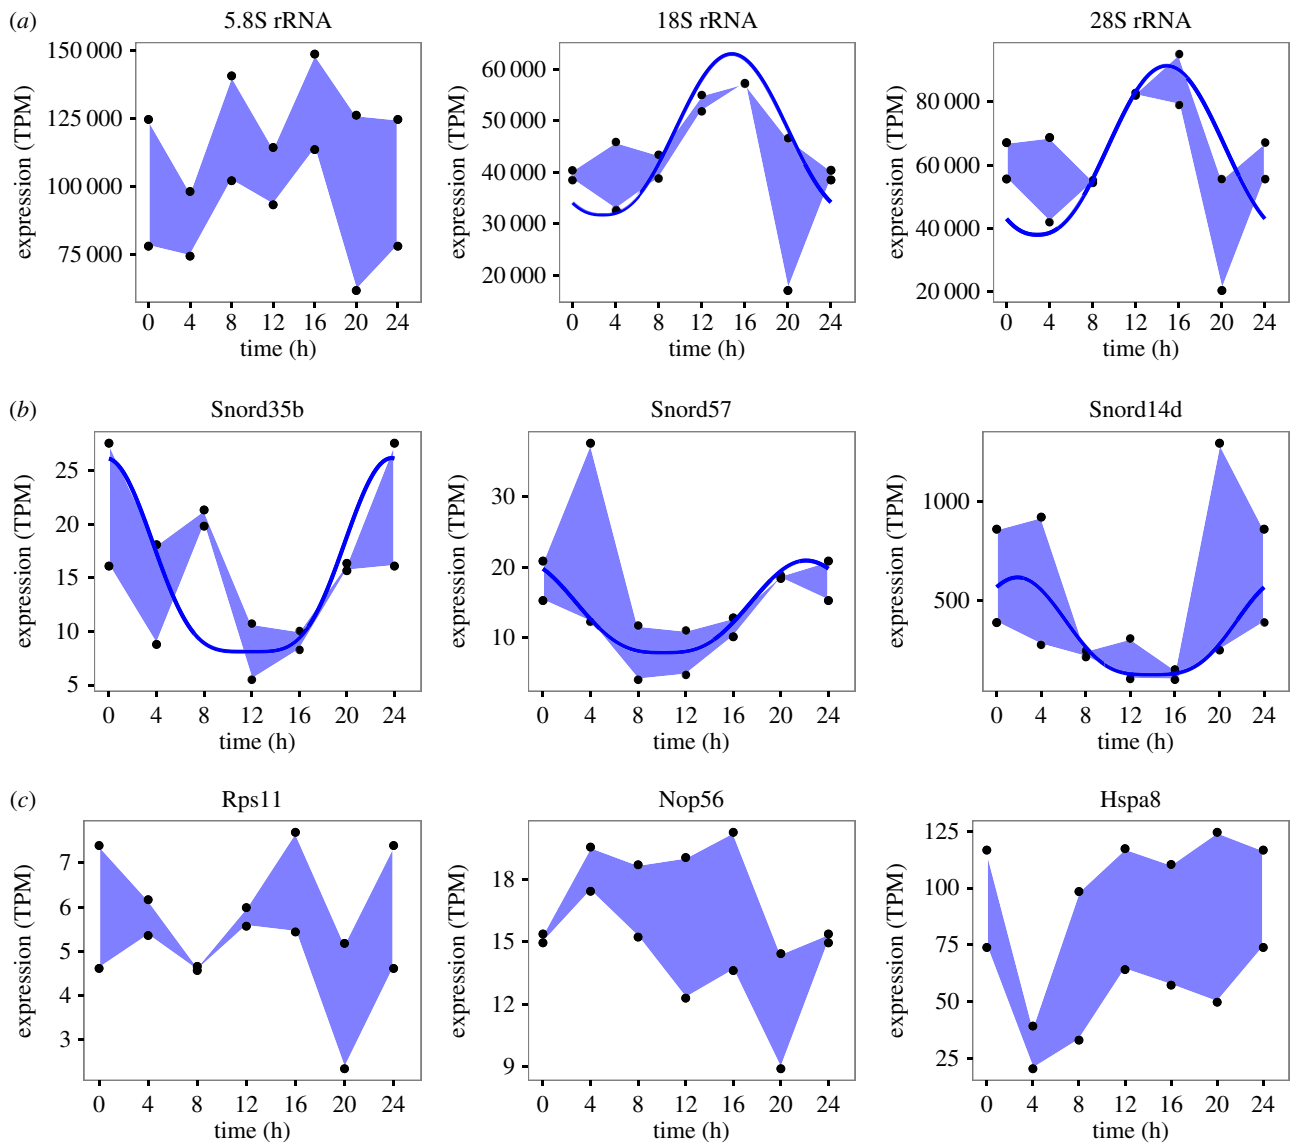 (a) 5.8S rRNA 18S rRNA 28S rRNA
expression (TPM)
150 000
125 000
100 000
75 000
0 4 8 12 16 20 24
time (h)
expression (TPM)
60 000
50 000
40 000
30 000
20 000
0 4 8 12 16 20 24
time (h)
expression (TPM)
80 000
60 000
40 000
20 000
0 4 8 12 16 20 24
time (h)
(b) Snord35b Snord57 Snord14d
expression (TPM)
25
20
15
10
5
0 4 8 12 16 20 24
time (h)
expression (TPM)
30
20
10
0 4 8 12 16 20 24
time (h)
expression (TPM)
1000
500
0 4 8 12 16 20 24
time (h)
(c) Rps11 Nop56 Hspa8
expression (TPM)
7
6
5
4
3
0 4 8 12 16 20 24
time (h)
expression (TPM)
18
15
12
9
0 4 8 12 16 20 24
time (h)
expression (TPM)
125
100
75
50
25
0 4 8 12 16 20 24
time (h)